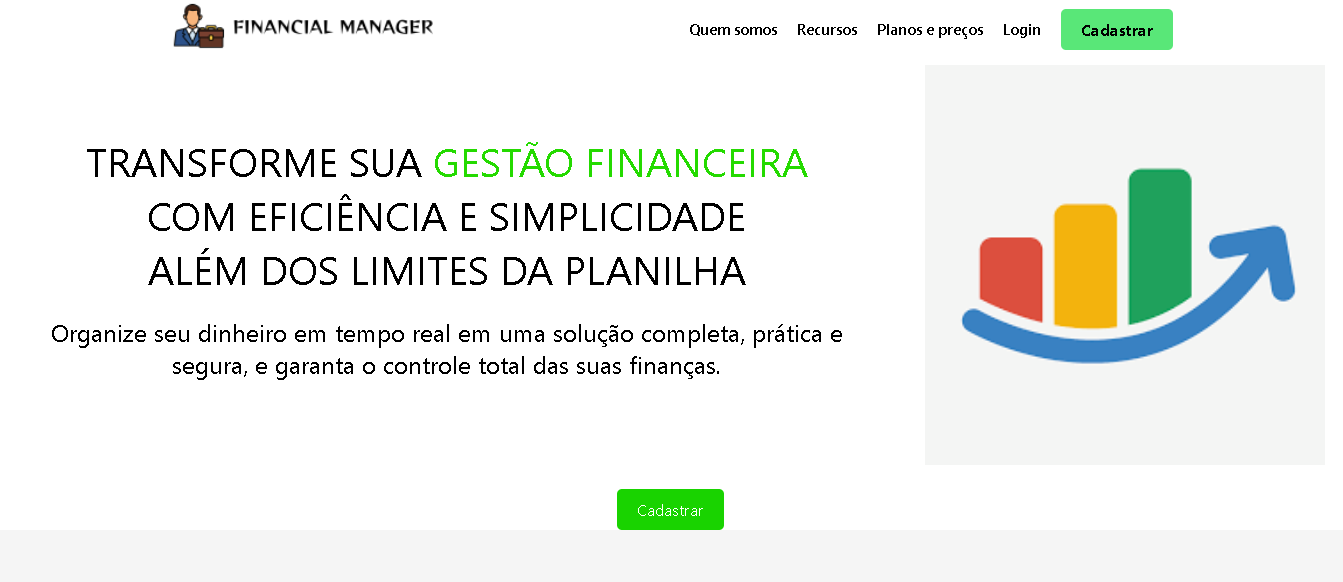 FINANCIAL MANAGER
Quem somos
Recursos
Planos e preços
Login
Cadastrar
TRANSFORME SUA GESTÃO FINANCEIRA
COM EFICIÊNCIA E SIMPLICIDADE
ALÉM DOS LIMITES DA PLANILHA
Organize seu dinheiro em tempo real em uma solução completa, prática e
segura, e garanta o controle total das suas finanças.
Cadastrar